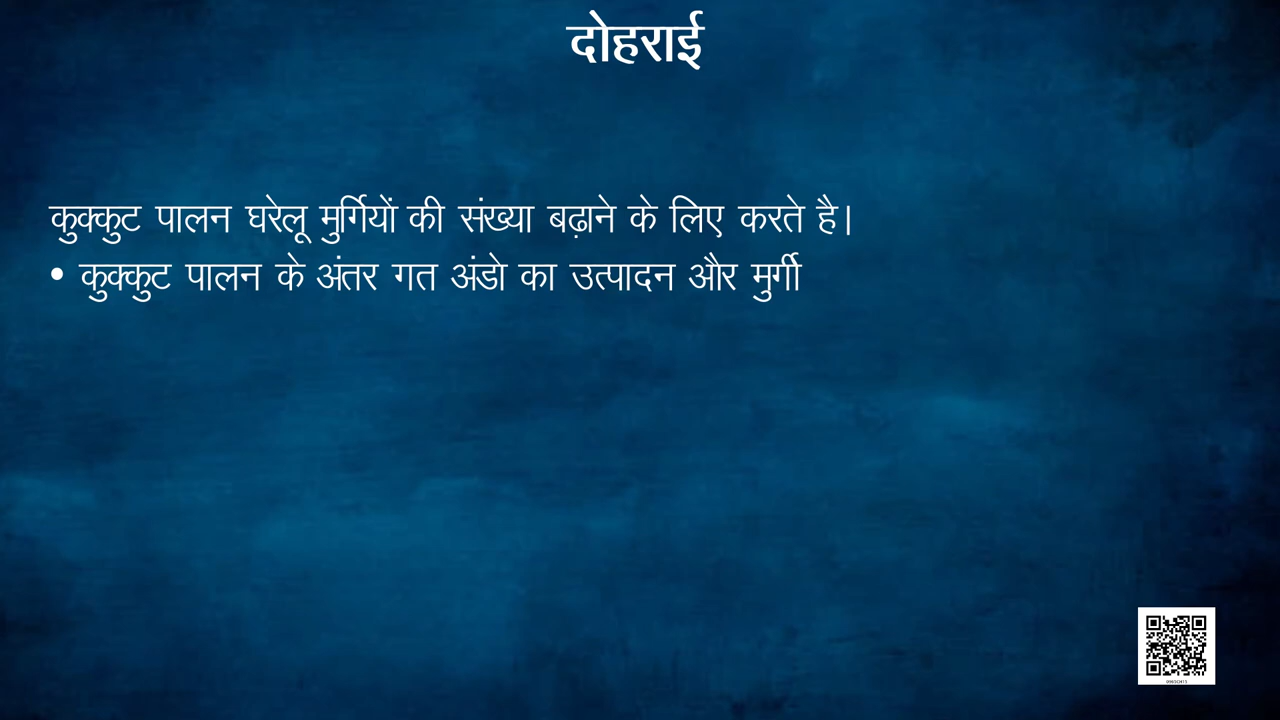 दोहराई
कुक्कुट पालन घरेलू मुर्गियों की संख्या बढ़ाने के लिए करते है।
• कुक्कुट पालन के अंतर गत अंडो का उत्पादन और मुर्गी